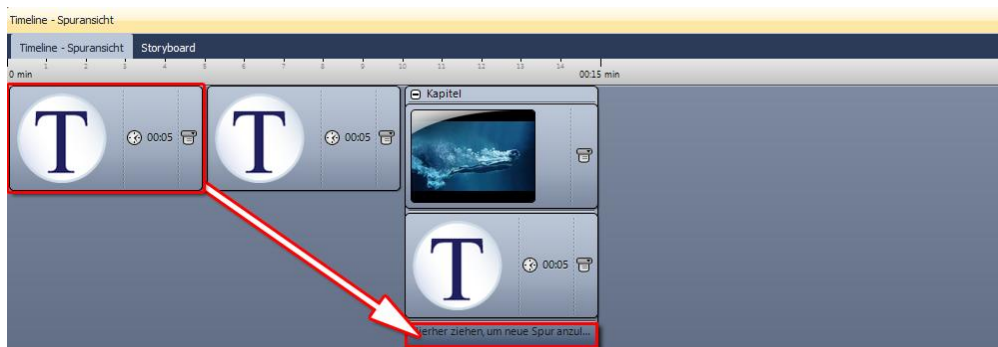 Timeline - Spuransicht
Timeline - Spuransicht Storyboard
1 2 3 4 5 6 7 8 9 10 11 12 13 14
0 min 00:15 min
Kapitel
T 00:05 T 00:05
T 00:05
ierher ziehen, um neue Spur anzul...